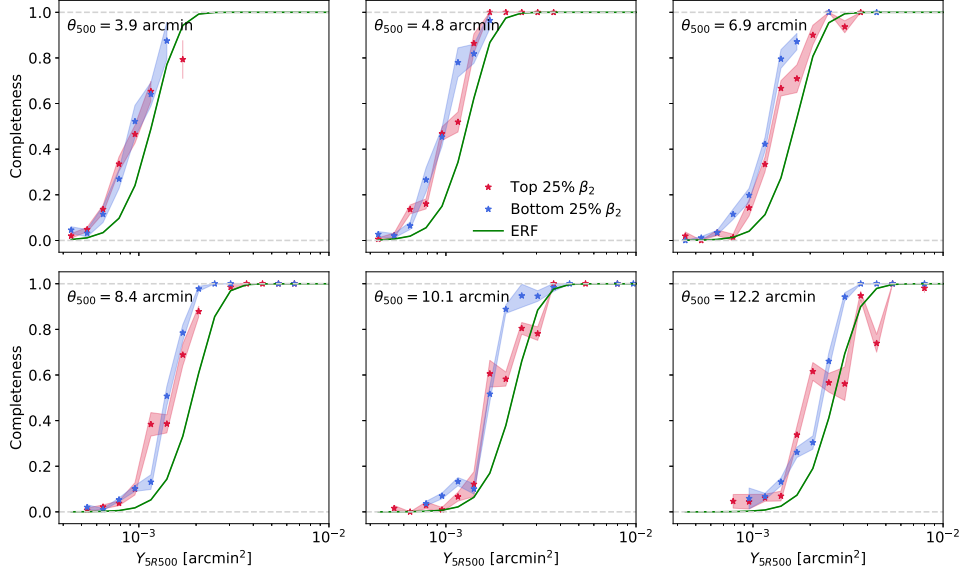 θ500 = 3.9 arcmin
θ500 = 4.8 arcmin
θ500 = 6.9 arcmin
Completeness
1.0
0.8
0.6
0.4
0.2
0.0
Top 25% β2
Bottom 25% β2
ERF
θ500 = 8.4 arcmin
θ500 = 10.1 arcmin
θ500 = 12.2 arcmin
Completeness
1.0
0.8
0.6
0.4
0.2
0.0
10−3
10−2
10−3
10−2
10−3
10−2
Y5R500 [arcmin2]
Y5R500 [arcmin2]
Y5R500 [arcmin2]